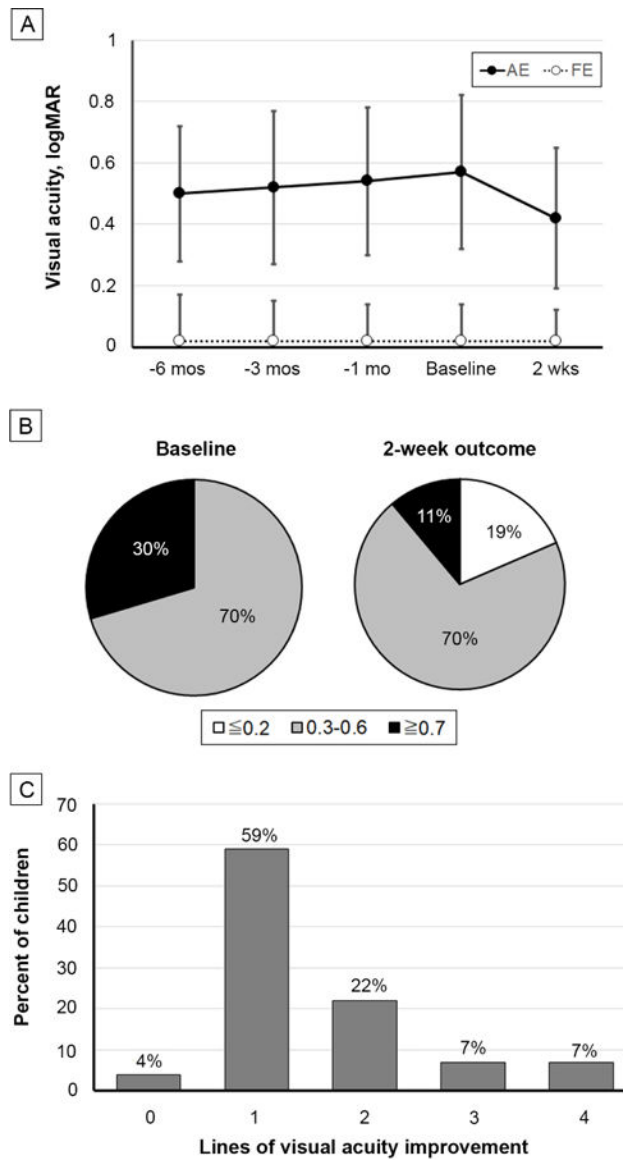 A
Visual acuity, logMAR
1
0.8
0.6
0.4
0.2
0
AE FE
-6 mos -3 mos -1 mo Baseline 2 wks
B
Baseline 2-week outcome
30% 70% 11% 19% 70%
≦0.2 0.3-0.6 ≧0.7
C
Percent of children
70
60
50
40
30
20
10
0
4% 59% 22% 7% 7%
0 1 2 3 4
Lines of visual acuity improvement